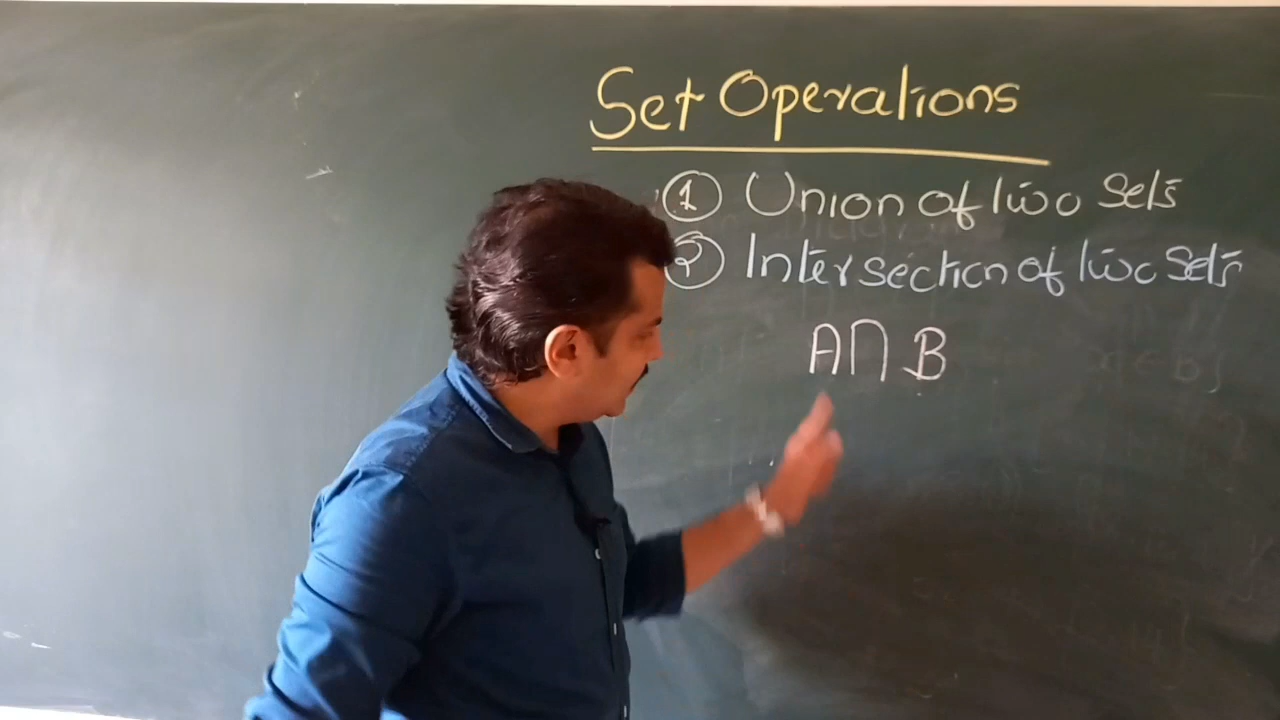 Set Operations
① Union of two sets
② Intersection of two sets
A∩B